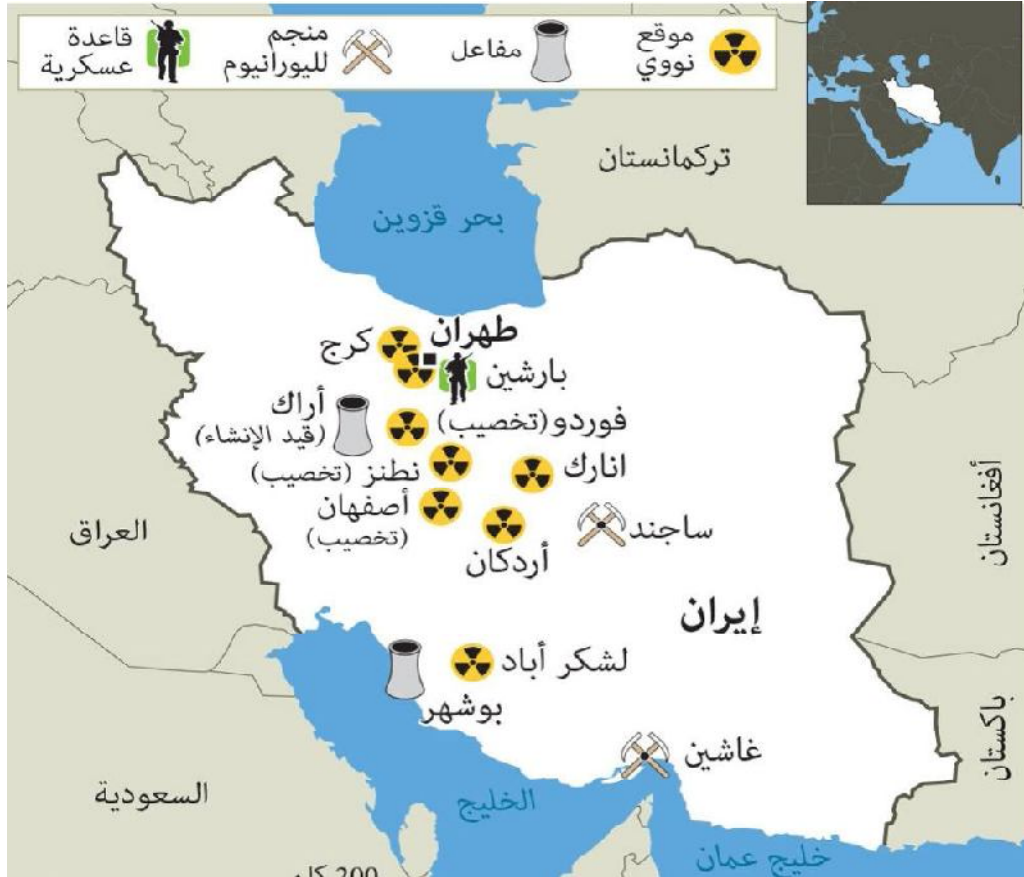 موقع
نووي
مفاعل
منجم
لليورانيوم
قاعدة
عسكرية
تركمانستان
بحر قزوين
طهران
كرج
بارشين
أراك
(قيد الإنشاء)
فوردو (تخصيب)
نطنز (تخصيب)
انارك
أصفهان
(تخصيب)
أردكان
ساجند
أفغانستان
العراق
إيران
لشكر أباد
بوشهر
غاشين
باكستان
السعودية
الخليج
خليج عمان
200